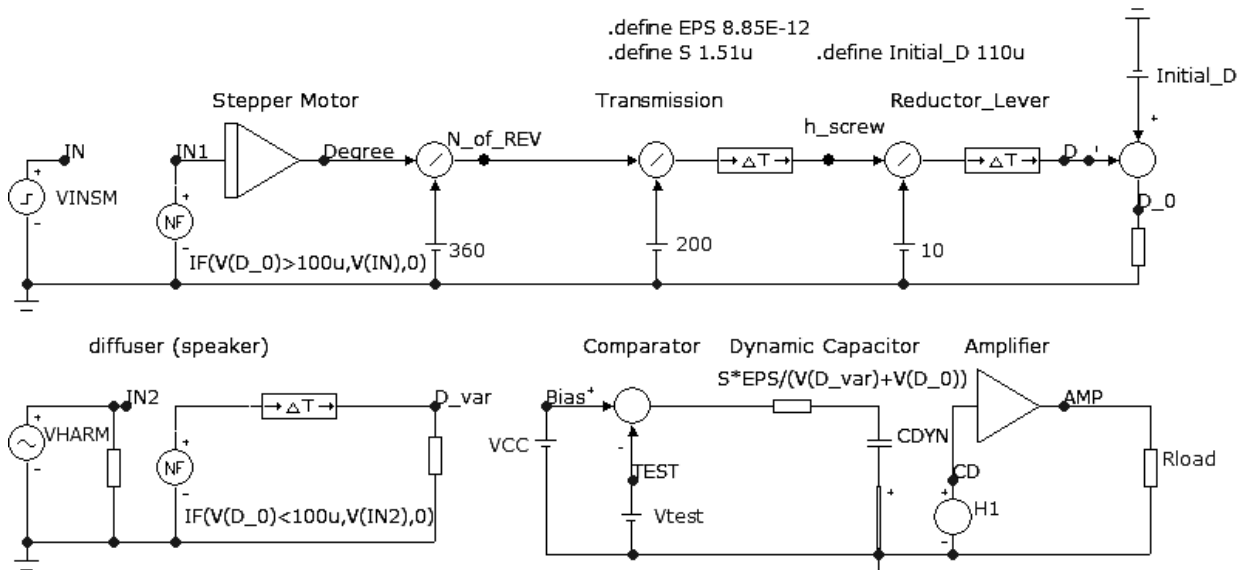 .define EPS 8.85E-12
.define S 1.51u
.define Initial_D 110u
Initial_D
+
Stepper Motor
Transmission
Reductor_Lever
IN
IN1
Degree
N_of_REV
h_screw
D_'
/
/
/
△T
△T
+
VINSM
-
+
NF
-
D_0
IF(V(D_0)>100u,V(IN),0)
360
200
10
diffuser (speaker)
Comparator
Dynamic Capacitor
Amplifier
S*EPS/(V(D_var)+V(D_0))
IN2
△T
D_var
Bias
+
AMP
+
VHARM
-
+
NF
-
VCC
-
TEST
CDYN
CD
Rload
IF(V(D_0)<100u,V(IN2),0)
Vtest
+
+
H1
-